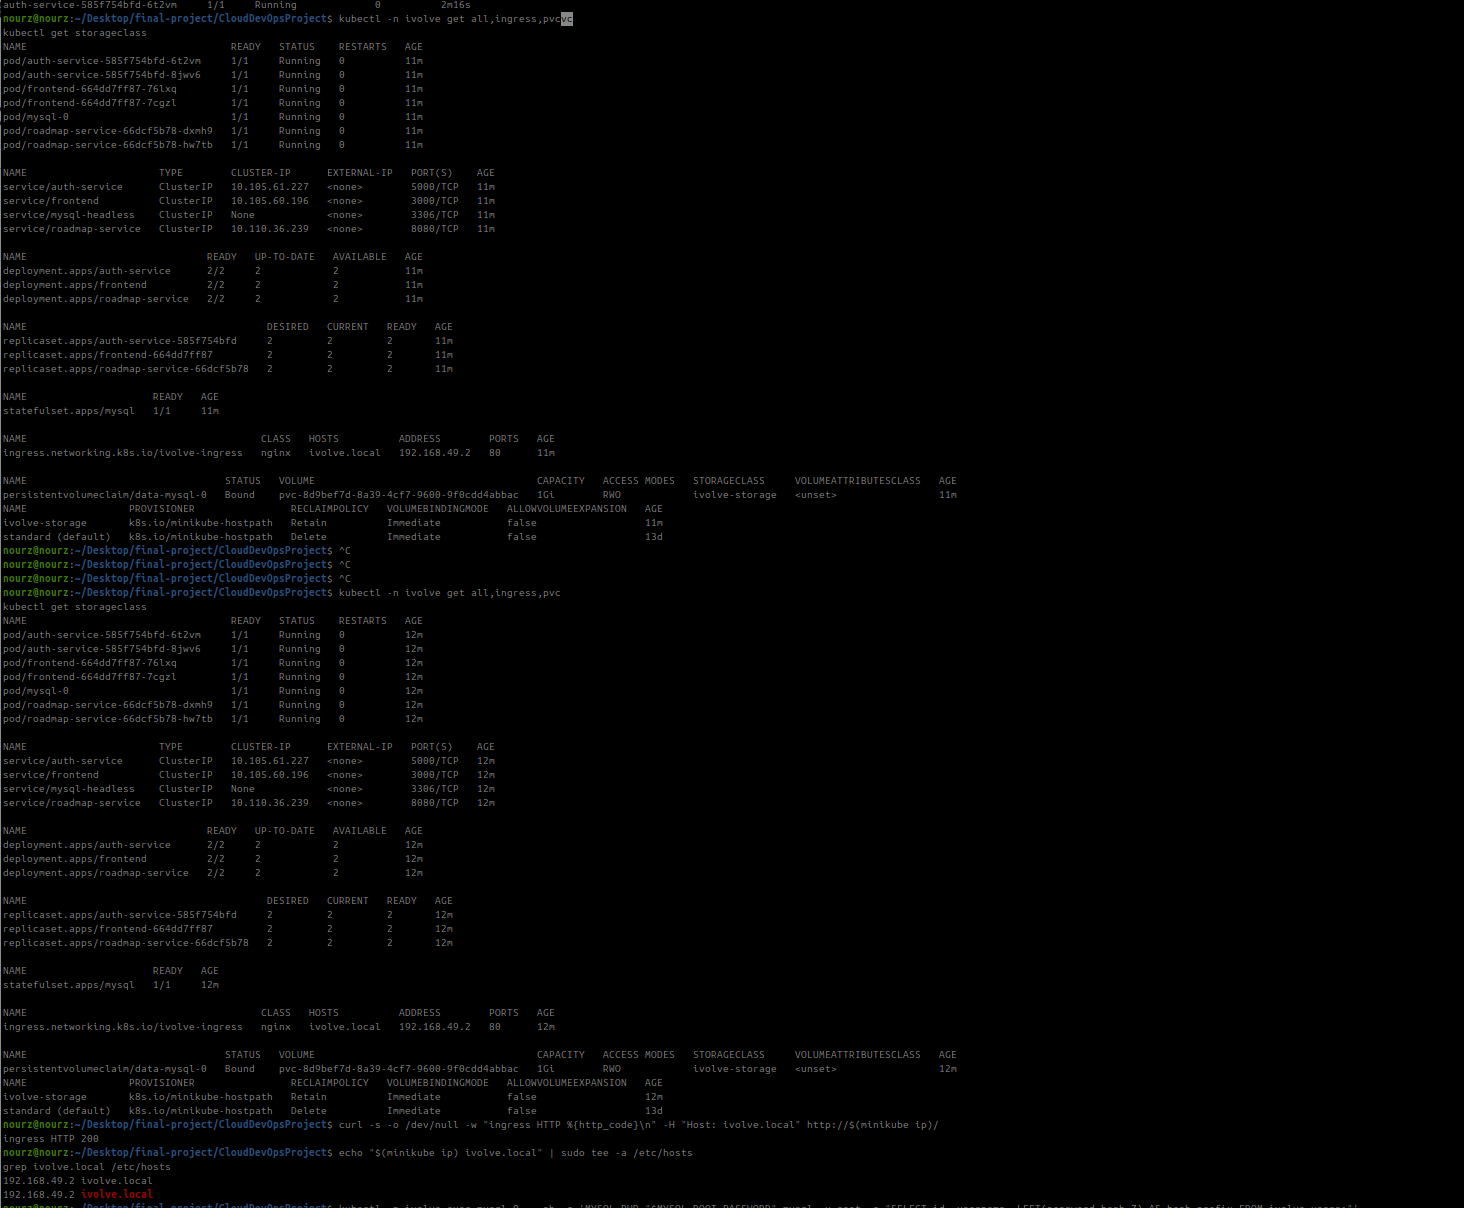 auth-service-585f754bfd-6t2vm     1/1     Running             0          2m16s
nourz@nourz:~/Desktop/final-project/CloudDevOpsProject$ kubectl -n ivolve get all,ingress,pvcvc
kubectl get storageclass
NAME                                  READY   STATUS    RESTARTS   AGE
pod/auth-service-585f754bfd-6t2vm     1/1     Running   0          11m
pod/auth-service-585f754bfd-8jwv6     1/1     Running   0          11m
pod/frontend-664dd7ff87-76lxq         1/1     Running   0          11m
pod/frontend-664dd7ff87-7cgzl         1/1     Running   0          11m
pod/mysql-0                           1/1     Running   0          11m
pod/roadmap-service-66dcf5b78-dxmh9   1/1     Running   0          11m
pod/roadmap-service-66dcf5b78-hw7tb   1/1     Running   0          11m
NAME                      TYPE        CLUSTER-IP      EXTERNAL-IP   PORT(S)    AGE
service/auth-service      ClusterIP   10.105.61.227   <none>        5000/TCP   11m
service/frontend          ClusterIP   10.105.60.196   <none>        3000/TCP   11m
service/mysql-headless    ClusterIP   None            <none>        3306/TCP   11m
service/roadmap-service   ClusterIP   10.110.36.239   <none>        8080/TCP   11m
NAME                              READY   UP-TO-DATE   AVAILABLE   AGE
deployment.apps/auth-service      2/2     2            2           11m
deployment.apps/frontend          2/2     2            2           11m
deployment.apps/roadmap-service   2/2     2            2           11m
NAME                                        DESIRED   CURRENT   READY   AGE
replicaset.apps/auth-service-585f754bfd     2         2         2       11m
replicaset.apps/frontend-664dd7ff87         2         2         2       11m
replicaset.apps/roadmap-service-66dcf5b78   2         2         2       11m
NAME                     READY   AGE
statefulset.apps/mysql   1/1     11m
NAME                                       CLASS   HOSTS          ADDRESS        PORTS   AGE
ingress.networking.k8s.io/ivolve-ingress   nginx   ivolve.local   192.168.49.2   80      11m
NAME                                 STATUS   VOLUME                                     CAPACITY   ACCESS MODES   STORAGECLASS     VOLUMEATTRIBUTESCLASS   AGE
persistentvolumeclaim/data-mysql-0   Bound    pvc-8d9bef7d-8a39-4cf7-9600-9f0cdd4abbac   1Gi        RWO            ivolve-storage   <unset>                 11m
NAME                 PROVISIONER                RECLAIMPOLICY   VOLUMEBINDINGMODE   ALLOWVOLUMEEXPANSION   AGE
ivolve-storage       k8s.io/minikube-hostpath   Retain          Immediate           false                  11m
standard (default)   k8s.io/minikube-hostpath   Delete          Immediate           false                  13d
nourz@nourz:~/Desktop/final-project/CloudDevOpsProject$ ^C
nourz@nourz:~/Desktop/final-project/CloudDevOpsProject$ ^C
nourz@nourz:~/Desktop/final-project/CloudDevOpsProject$ ^C
nourz@nourz:~/Desktop/final-project/CloudDevOpsProject$ kubectl -n ivolve get all,ingress,pvc
kubectl get storageclass
NAME                                  READY   STATUS    RESTARTS   AGE
pod/auth-service-585f754bfd-6t2vm     1/1     Running   0          12m
pod/auth-service-585f754bfd-8jwv6     1/1     Running   0          12m
pod/frontend-664dd7ff87-76lxq         1/1     Running   0          12m
pod/frontend-664dd7ff87-7cgzl         1/1     Running   0          12m
pod/mysql-0                           1/1     Running   0          12m
pod/roadmap-service-66dcf5b78-dxmh9   1/1     Running   0          12m
pod/roadmap-service-66dcf5b78-hw7tb   1/1     Running   0          12m
NAME                      TYPE        CLUSTER-IP      EXTERNAL-IP   PORT(S)    AGE
service/auth-service      ClusterIP   10.105.61.227   <none>        5000/TCP   12m
service/frontend          ClusterIP   10.105.60.196   <none>        3000/TCP   12m
service/mysql-headless    ClusterIP   None            <none>        3306/TCP   12m
service/roadmap-service   ClusterIP   10.110.36.239   <none>        8080/TCP   12m
NAME                              READY   UP-TO-DATE   AVAILABLE   AGE
deployment.apps/auth-service      2/2     2            2           12m
deployment.apps/frontend          2/2     2            2           12m
deployment.apps/roadmap-service   2/2     2            2           12m
NAME                                        DESIRED   CURRENT   READY   AGE
replicaset.apps/auth-service-585f754bfd     2         2         2       12m
replicaset.apps/frontend-664dd7ff87         2         2         2       12m
replicaset.apps/roadmap-service-66dcf5b78   2         2         2       12m
NAME                     READY   AGE
statefulset.apps/mysql   1/1     12m
NAME                                       CLASS   HOSTS          ADDRESS        PORTS   AGE
ingress.networking.k8s.io/ivolve-ingress   nginx   ivolve.local   192.168.49.2   80      12m
NAME                                 STATUS   VOLUME                                     CAPACITY   ACCESS MODES   STORAGECLASS     VOLUMEATTRIBUTESCLASS   AGE
persistentvolumeclaim/data-mysql-0   Bound    pvc-8d9bef7d-8a39-4cf7-9600-9f0cdd4abbac   1Gi        RWO            ivolve-storage   <unset>                 12m
NAME                 PROVISIONER                RECLAIMPOLICY   VOLUMEBINDINGMODE   ALLOWVOLUMEEXPANSION   AGE
ivolve-storage       k8s.io/minikube-hostpath   Retain          Immediate           false                  12m
standard (default)   k8s.io/minikube-hostpath   Delete          Immediate           false                  13d
nourz@nourz:~/Desktop/final-project/CloudDevOpsProject$ curl -s -o /dev/null -w "ingress HTTP %{http_code}\n" -H "Host: ivolve.local" http://$(minikube ip)/
ingress HTTP 200
nourz@nourz:~/Desktop/final-project/CloudDevOpsProject$ echo "$(minikube ip) ivolve.local" | sudo tee -a /etc/hosts
grep ivolve.local /etc/hosts
192.168.49.2 ivolve.local
192.168.49.2 ivolve.local
nourz@nourz:~/Desktop/final-project/CloudDevOpsProject$